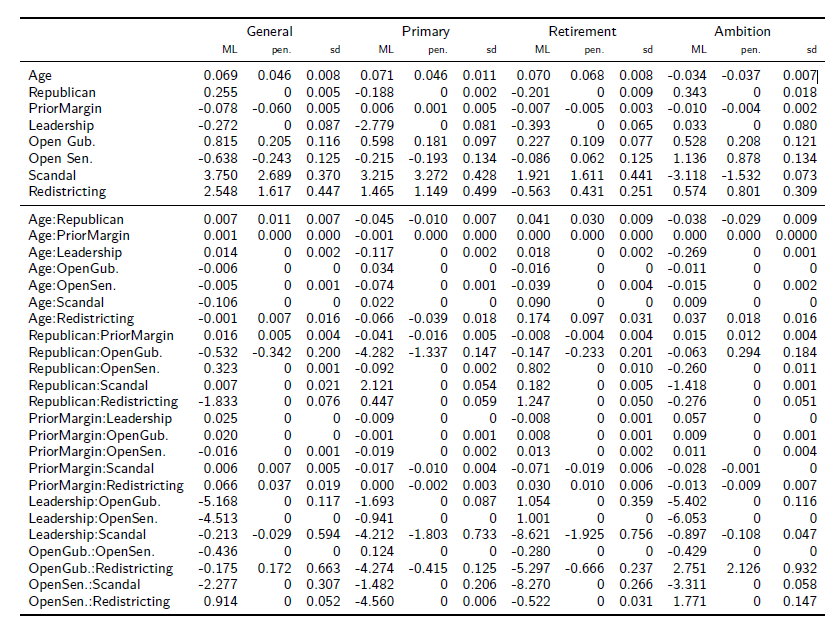 General Primary Retirement Ambition
ML pen. sd ML pen. sd ML pen. sd ML pen. sd
Age 0.069 0.046 0.008 0.071 0.046 0.011 0.070 0.068 0.008 -0.034 -0.037 0.007
Republican 0.255 0 0.005 -0.188 0 0.002 -0.201 0 0.009 0.343 0 0.018
PriorMargin -0.078 -0.060 0.005 0.006 0.001 0.005 -0.007 -0.005 0.003 -0.010 -0.004 0.002
Leadership -0.272 0 0.087 -2.779 0 0.081 -0.393 0 0.065 0.033 0 0.080
Open Gub. 0.815 0.205 0.116 0.598 0.181 0.097 0.227 0.109 0.077 0.528 0.208 0.121
Open Sen. -0.638 -0.243 0.125 -0.215 -0.193 0.134 -0.086 0.062 0.125 1.136 0.878 0.134
Scandal 3.750 2.689 0.370 3.215 3.272 0.428 1.921 1.611 0.441 -3.118 -1.532 0.073
Redistricting 2.548 1.617 0.447 1.465 1.149 0.499 -0.563 0.431 0.251 0.574 0.801 0.309
Age:Republican 0.007 0.011 0.007 -0.045 -0.010 0.007 0.041 0.030 0.009 -0.038 -0.029 0.009
Age:PriorMargin 0.001 0.000 0.000 -0.001 0.000 0.000 0.000 0.000 0.000 0.000 0.000 0.0000
Age:Leadership 0.014 0 0.002 -0.117 0 0.002 0.018 0 0.002 -0.269 0 0.001
Age:OpenGub. -0.006 0 0 0.034 0 0 -0.016 0 0 -0.011 0 0
Age:OpenSen. -0.005 0 0.001 -0.074 0 0.001 -0.039 0 0.004 -0.015 0 0.002
Age:Scandal -0.106 0 0 0.022 0 0 0.090 0 0 0.009 0 0
Age:Redistricting -0.001 0.007 0.016 -0.066 -0.039 0.018 0.174 0.097 0.031 0.037 0.018 0.016
Republican:PriorMargin 0.016 0.005 0.004 -0.041 -0.016 0.005 -0.008 -0.004 0.004 0.015 0.012 0.004
Republican:OpenGub. -0.532 -0.342 0.200 -4.282 -1.337 0.147 -0.147 -0.233 0.201 -0.063 0.294 0.184
Republican:OpenSen. 0.323 0 0.001 -0.092 0 0.002 0.802 0 0.010 -0.260 0 0.011
Republican:Scandal 0.007 0 0.021 2.121 0 0.054 0.182 0 0.005 -1.418 0 0.001
Republican:Redistricting -1.833 0 0.076 0.447 0 0.059 1.247 0 0.050 -0.276 0 0.051
PriorMargin:Leadership 0.025 0 0 -0.009 0 0 -0.008 0 0.001 0.057 0 0
PriorMargin:OpenGub. 0.020 0 0 -0.001 0 0.001 0.008 0 0.001 0.009 0 0.001
PriorMargin:OpenSen. -0.016 0 0.001 -0.019 0 0.002 0.013 0 0.002 0.011 0 0.004
PriorMargin:Scandal 0.006 0.007 0.005 -0.017 -0.010 0.004 -0.071 -0.019 0.006 -0.028 -0.001 0
PriorMargin:Redistricting 0.066 0.037 0.019 0.000 -0.002 0.003 0.030 0.010 0.006 -0.013 -0.009 0.007
Leadership:OpenGub. -5.168 0 0.117 -1.693 0 0.087 1.054 0 0.359 -5.402 0 0.116
Leadership:OpenSen. -4.513 0 0 -0.941 0 0 1.001 0 0 -6.053 0 0
Leadership:Scandal -0.213 -0.029 0.594 -4.212 -1.803 0.733 -8.621 -1.925 0.756 -0.897 -0.108 0.047
OpenGub.:OpenSen. -0.436 0 0 0.124 0 0 -0.280 0 0 -0.429 0 0
OpenGub.:Redistricting -0.175 0.172 0.663 -4.274 -0.415 0.125 -5.297 -0.666 0.237 2.751 2.126 0.932
OpenSen.:Scandal -2.277 0 0.307 -1.482 0 0.206 -8.270 0 0.266 -3.311 0 0.058
OpenSen.:Redistricting 0.914 0 0.052 -4.560 0 0.006 -0.522 0 0.031 1.771 0 0.147